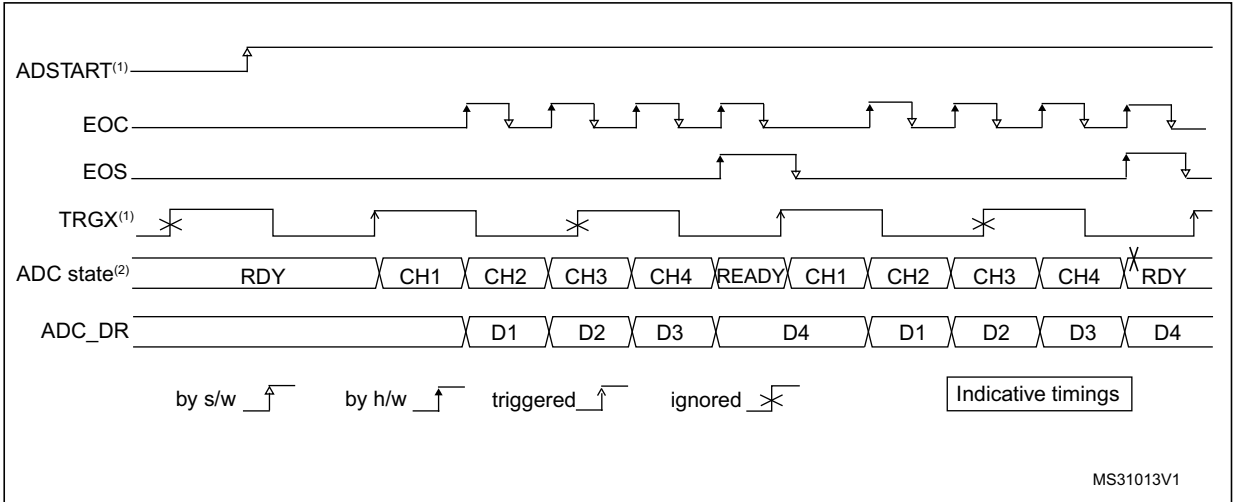 ADSTART(1)
EOC
EOS
TRGX(1)
ADC state(2) RDY CH1 CH2 CH3 CH4 READY CH1 CH2 CH3 CH4 RDY
ADC_DR D1 D2 D3 D4 D1 D2 D3 D4
by s/w by h/w triggered ignored Indicative timings
MS31013V1